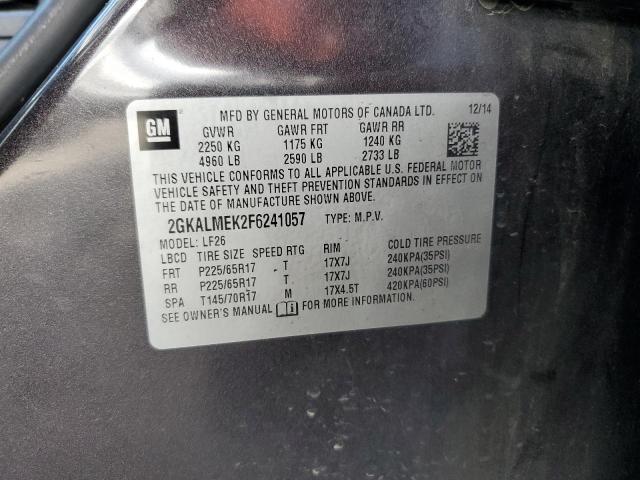 GM
MFD BY GENERAL MOTORS OF CANADA LTD. 12/14
GVWR GAWR FRT GAWR RR
2250 KG 1175 KG 1240 KG
4960 LB 2590 LB 2733 LB
THIS VEHICLE CONFORMS TO ALL APPLICABLE U.S. FEDERAL MOTOR
VEHICLE SAFETY AND THEFT PREVENTION STANDARDS IN EFFECT ON
THE DATE OF MANUFACTURE SHOWN ABOVE.
2GKALMEK2F6241057 TYPE: M.P.V.
MODEL: LF26
LBCD TIRE SIZE SPEED RTG RIM COLD TIRE PRESSURE
FRT P225/65R17 T 17X7J 240KPA(35PSI)
RR P225/65R17 T 17X7J 240KPA(35PSI)
SPA T145/70R17 M 17X4.5T 420KPA(60PSI)
SEE OWNER'S MANUAL FOR MORE INFORMATION.